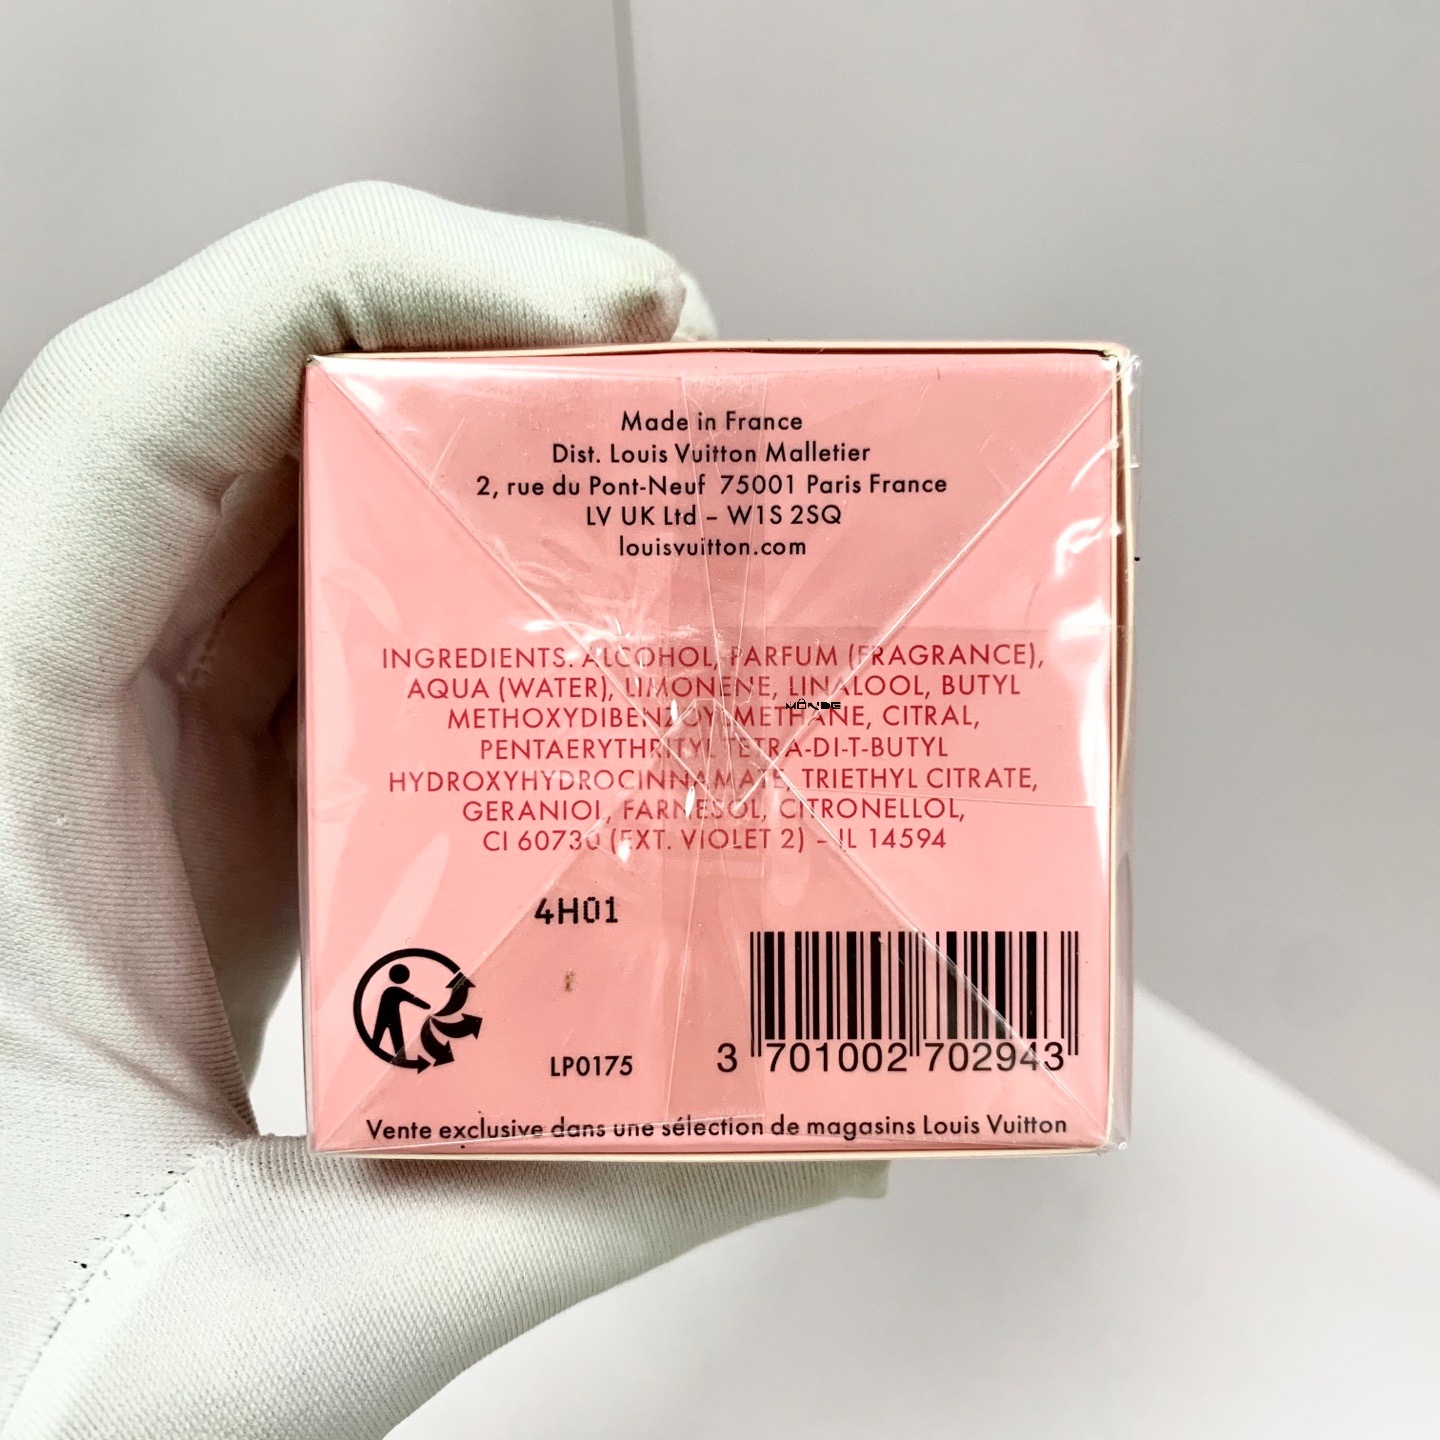 Made in France
Dist. Louis Vuitton Malletier
2, rue du Pont-Neuf 75001 Paris France
LV UK Ltd – W1S 2SQ
louisvuitton.com
INGREDIENTS: ALCOHOL, PARFUM (FRAGRANCE),
AQUA (WATER), LIMONENE, LINALOOL, BUTYL
METHOXYDIBENZOYLMETHANE, CITRAL,
PENTAERYTHRITYL TETRA-DI-T-BUTYL
HYDROXYHYDROCINNAMATE, TRIETHYL CITRATE,
GERANIOL, FARNESOL, CITRONELLOL,
CI 60730 (EXT. VIOLET 2) – IL 14594
4H01
LP0175
3 701002 702943
Vente exclusive dans une sélection de magasins Louis Vuitton